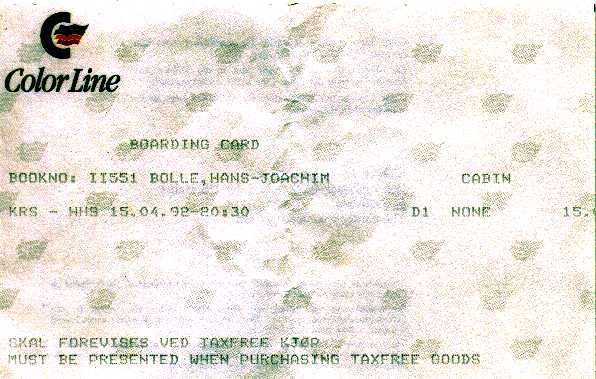 Color Line
BOARDING CARD
BOOKNO: II551 BOLLE,HANS-JOACHIM CABIN
KRS - HHS 15.04.92-20:30 D1 NONE 15.
SKAL FOREVISES VED TAXFREE KJØP
MUST BE PRESENTED WHEN PURCHASING TAXFREE GOODS